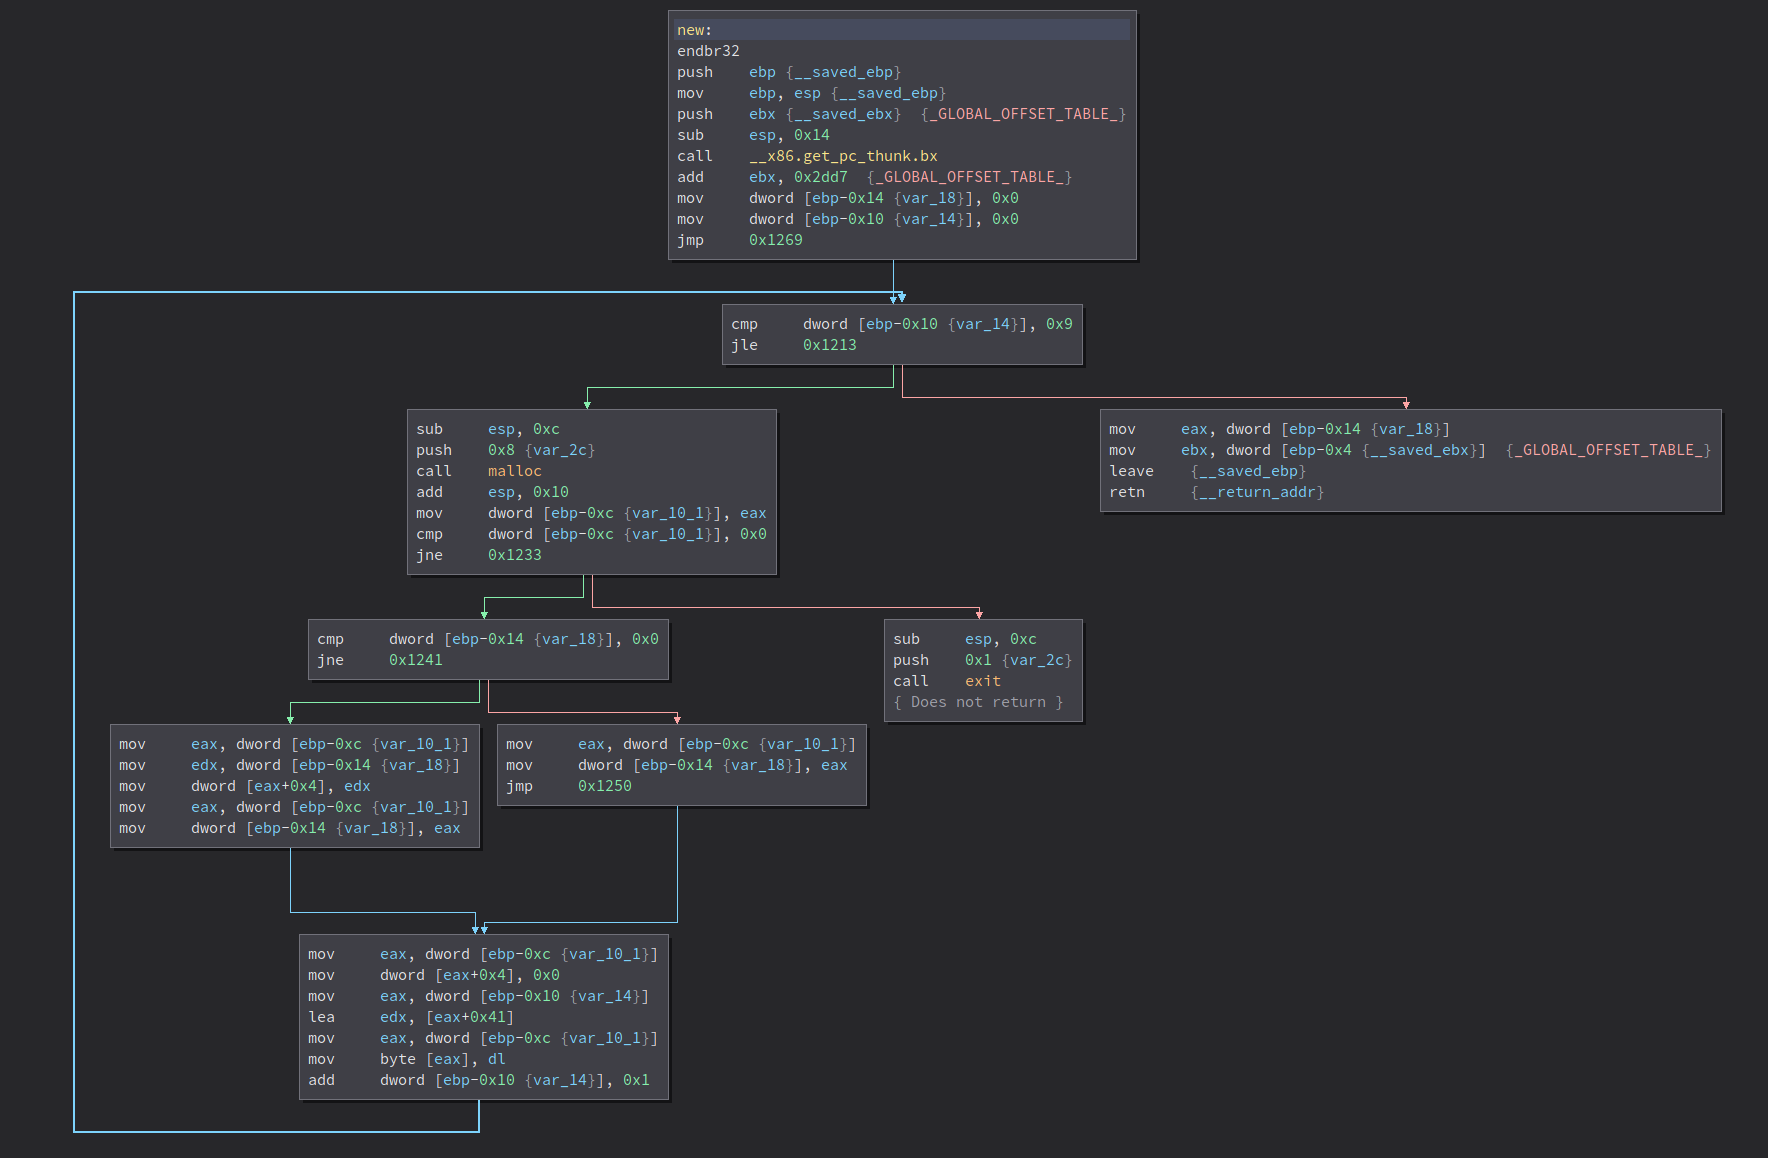 new:
endbr32
push ebp {__saved_ebp}
mov ebp, esp {__saved_ebp}
push ebx {__saved_ebx} {_GLOBAL_OFFSET_TABLE_}
sub esp, 0x14
call __x86.get_pc_thunk.bx
add ebx, 0x2dd7 {_GLOBAL_OFFSET_TABLE_}
mov dword [ebp-0x14 {var_18}], 0x0
mov dword [ebp-0x10 {var_14}], 0x0
jmp 0x1269
cmp dword [ebp-0x10 {var_14}], 0x9
jle 0x1213
sub esp, 0xc
push 0x8 {var_2c}
call malloc
add esp, 0x10
mov dword [ebp-0xc {var_10_1}], eax
cmp dword [ebp-0xc {var_10_1}], 0x0
jne 0x1233
mov eax, dword [ebp-0x14 {var_18}]
mov ebx, dword [ebp-0x4 {__saved_ebx}] {_GLOBAL_OFFSET_TABLE_}
leave {__saved_ebp}
retn {__return_addr}
cmp dword [ebp-0x14 {var_18}], 0x0
jne 0x1241
sub esp, 0xc
push 0x1 {var_2c}
call exit
{ Does not return }
mov eax, dword [ebp-0xc {var_10_1}]
mov edx, dword [ebp-0x14 {var_18}]
mov dword [eax+0x4], edx
mov eax, dword [ebp-0xc {var_10_1}]
mov dword [ebp-0x14 {var_18}], eax
mov eax, dword [ebp-0xc {var_10_1}]
mov dword [ebp-0x14 {var_18}], eax
jmp 0x1250
mov eax, dword [ebp-0xc {var_10_1}]
mov dword [eax+0x4], 0x0
mov eax, dword [ebp-0x10 {var_14}]
lea edx, [eax+0x41]
mov eax, dword [ebp-0xc {var_10_1}]
mov byte [eax], dl
add dword [ebp-0x10 {var_14}], 0x1